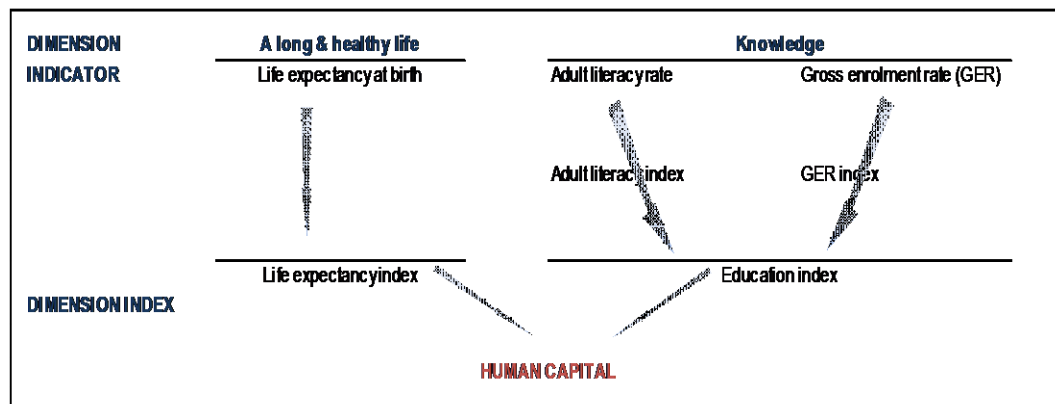 DIMENSION A long & healthy life Knowledge
INDICATOR Life expectancy at birth Adult literacy rate Gross enrolment rate (GER)
Adult literacy index GER index
Life expectancy index Education index
DIMENSION INDEX
HUMAN CAPITAL